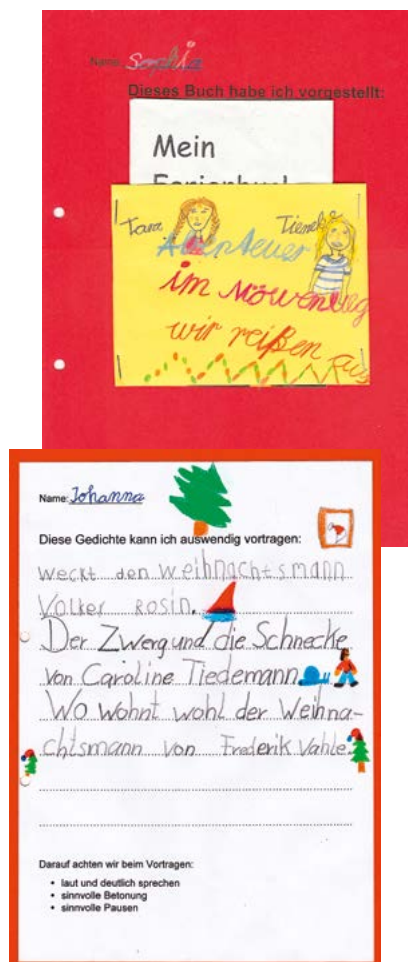 Name: Sophia
Dieses Buch habe ich vorgestellt:
Mein
Ferienbuch
Tara Tieneke
Abenteuer
im Möwenweg
wir reißen aus
Name: Johanna
Diese Gedichte kann ich auswendig vortragen:
Weckt den Weihnachtsmann
Volker Rosin.
Der Zwerg und die Schnecke
von Caroline Tiedemann
Wo wohnt wohl der Weihna-
chtsmann von Frederik Vahle
Darauf achten wir beim Vortragen:
• laut und deutlich sprechen
• sinnvolle Betonung
• sinnvolle Pausen